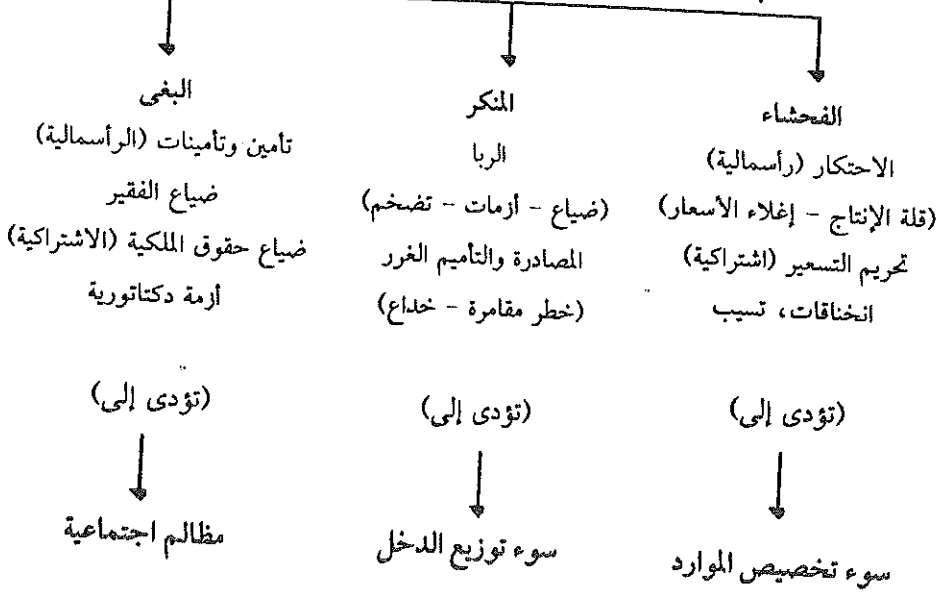 الفحشاء
الاحتكار (رأسمالية)
(قلة الإنتاج - إغلاء الأسعار)
تحريم التسعير (اشتراكية)
انخناقات، تسيب
(تؤدى إلى)
سوء تخصيص الموارد
المنكر
الربا
(ضياع - أزمات - تضخم)
المصادرة والتأميم الغرر
(خطر مقامرة - خداع)
(تؤدى إلى)
سوء توزيع الدخل
البغى
تأمين وتأمينات (الرأسمالية)
ضياع الفقير
ضياع حقوق الملكية (الاشتراكية)
أزمة دكتاتورية
(تؤدى إلى)
مظالم اجتماعية